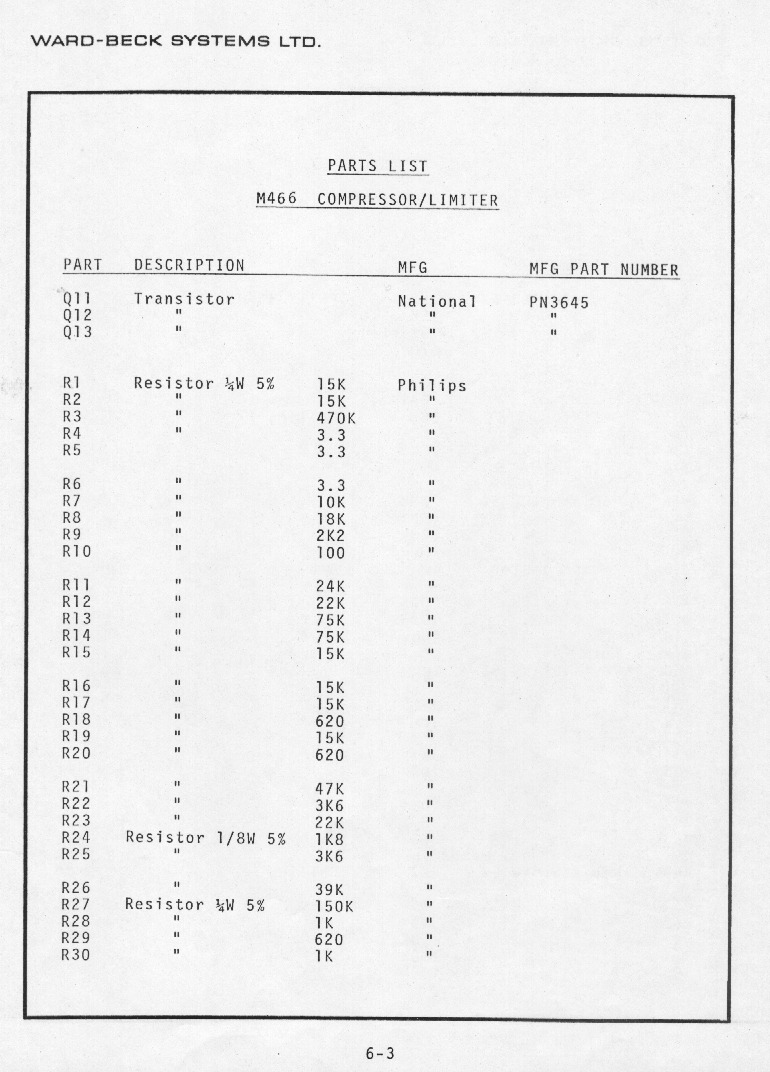 WARD-BECK SYSTEMS LTD.
PARTS LIST
M466 COMPRESSOR/LIMITER
PART DESCRIPTION MFG MFG PART NUMBER
Q11 Transistor National PN3645
Q12 " " "
Q13 " " "
R1 Resistor ¼W 5% 15K Philips
R2 " 15K "
R3 " 470K "
R4 " 3.3 "
R5 3.3 "
R6 " 3.3 "
R7 " 10K "
R8 " 18K "
R9 " 2K2 "
R10 " 100 "
R11 " 24K "
R12 " 22K "
R13 " 75K "
R14 " 75K "
R15 " 15K "
R16 " 15K "
R17 " 15K "
R18 " 620 "
R19 " 15K "
R20 " 620 "
R21 " 47K "
R22 " 3K6 "
R23 " 22K "
R24 Resistor 1/8W 5% 1K8 "
R25 " 3K6 "
R26 " 39K "
R27 Resistor ¼W 5% 150K "
R28 " 1K "
R29 " 620 "
R30 " 1K "
6-3